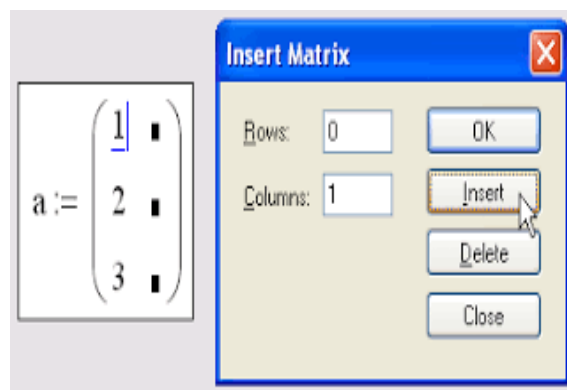 a := 1
2
3
Insert Matrix
Rows: 0
Columns: 1
OK
Insert
Delete
Close